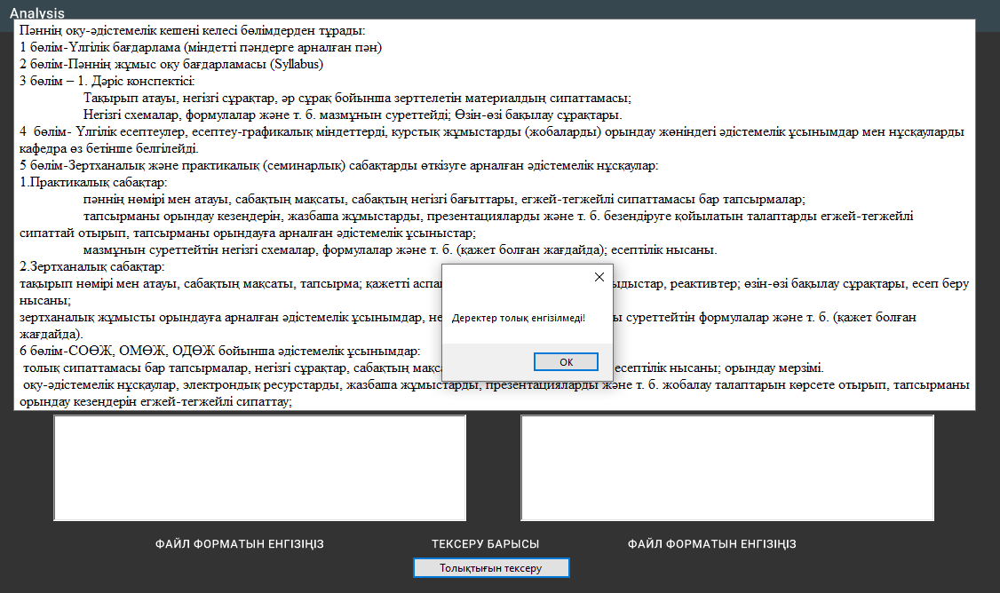 Analysis
Пәннің оқу-әдістемелік кешені келесі бөлімдерден тұрады:
1 бөлім-Үлгілік бағдарлама (міндетті пәндерге арналған пән)
2 бөлім-Пәннің жұмыс оқу бағдарламасы (Syllabus)
3 бөлім – 1. Дәріс конспектісі:
Тақырып атауы, негізгі сұрақтар, әр сұрақ бойынша зерттелетін материалдың сипаттамасы;
Негізгі схемалар, формулалар және т. б. мазмұнын суреттейді; Өзін-өзі бақылау сұрақтары.
4 бөлім- Үлгілік есептеулер, есептеу-графикалық міндеттерді, курстық жұмыстарды (жобаларды) орындау жөніндегі әдістемелік ұсынымдар мен нұсқауларды
кафедра өз бетінше белгілейді.
5 бөлім-Зертханалық және практикалық (семинарлық) сабақтарды өткізуге арналған әдістемелік нұсқаулар:
1.Практикалық сабақтар:
пәннің нөмірі мен атауы, сабақтың мақсаты, сабақтың негізгі бағыттары, егжей-тегжейлі сипаттамасы бар тапсырмалар;
тапсырманы орындау кезеңдерін, жазбаша жұмыстарды, презентацияларды және т. б. безендіруге қойылатын талаптарды егжей-тегжейлі
сипаттай отырып, тапсырманы орындауға арналған әдістемелік ұсыныстар;
мазмұнын суреттейтін негізгі схемалар, формулалар және т. б. (қажет болған жағдайда); есептілік нысаны.
2.Зертханалық сабақтар:
тақырып нөмірі мен атауы, сабақтың мақсаты, тапсырма; қажетті реактивтер; өзін-өзі бақылау сұрақтары, есеп беру
нысаны;
зертханалық жұмысты орындауға арналған әдістемелік ұсынымдар, суреттейтін формулалар және т. б. (қажет болған
жағдайда).
6 бөлім-СОӨЖ, ОМӨЖ, ОДӨЖ бойынша әдістемелік ұсынымдар:
толық сипаттамасы бар тапсырмалар, негізгі сұрақтар, сабақтың есептілік нысаны; орындау мерзімі.
оқу-әдістемелік нұсқаулар, электрондық ресурстарды, жазбаша жұмыстарды, презентацияларды және т. б. жобалау талаптарын көрсете отырып, тапсырманы
орындау кезеңдерін егжей-тегжейлі сипаттау;
Деректер толық енгізілмеді!
ОК
ФАЙЛ ФОРМАТЫН ЕНГІЗІҢІЗ
ТЕКСЕРУ БАРЫСЫ
ФАЙЛ ФОРМАТЫН ЕНГІЗІҢІЗ
Толықтығын тексеру